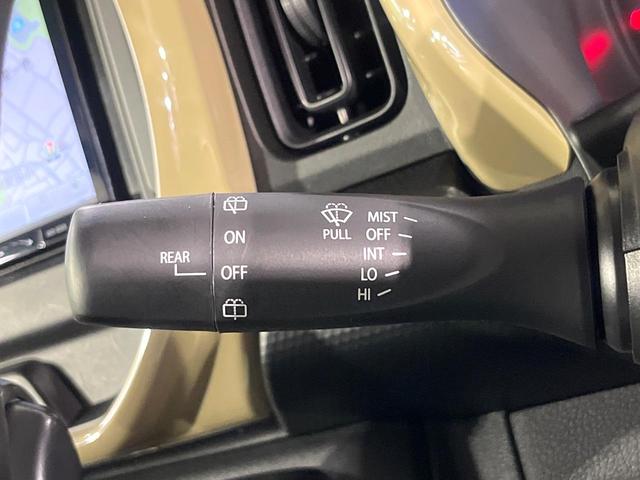 REAR
ON
OFF
PULL
MIST
OFF
INT
LO
HI